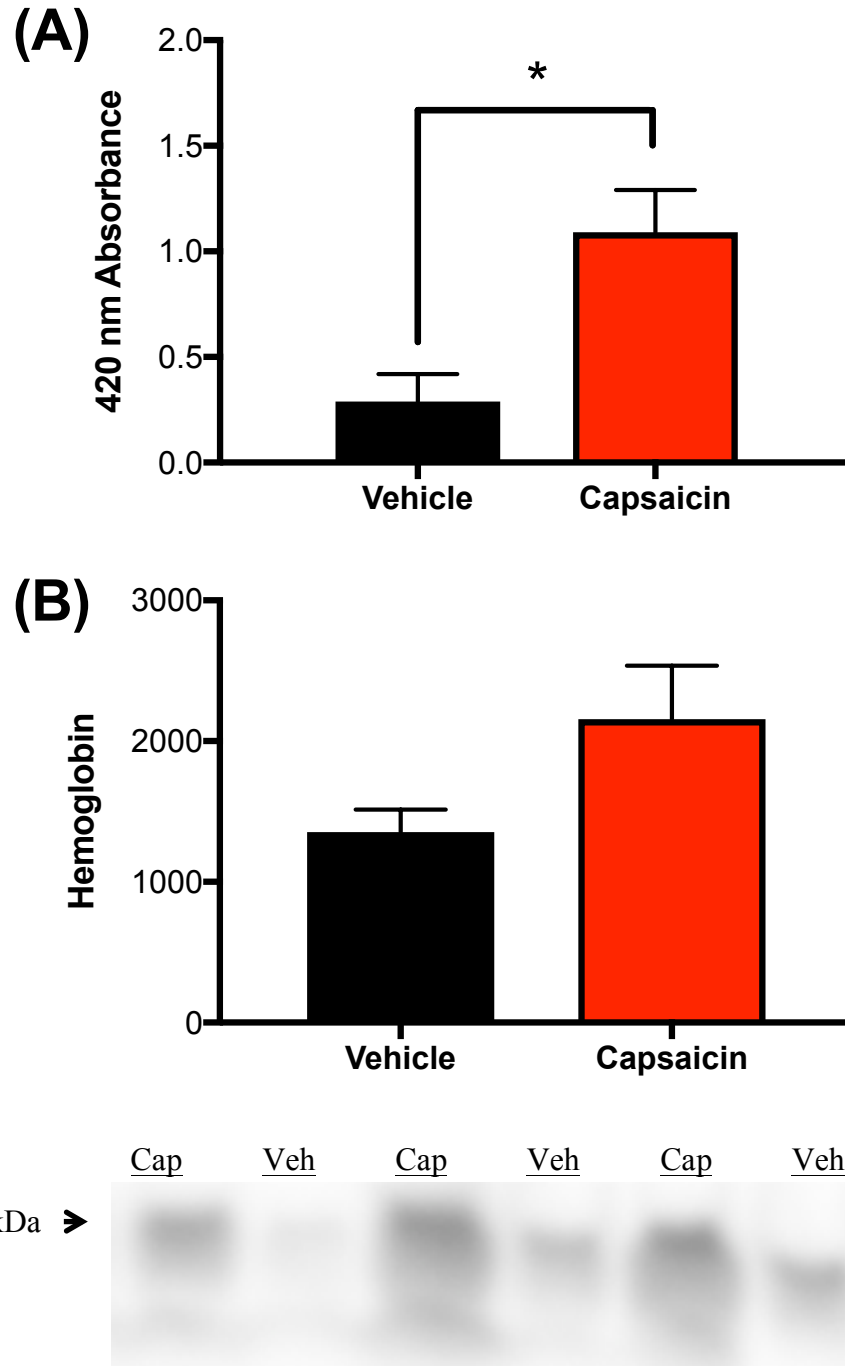 (A)
2.0
*
1.5
1.0
0.5
0.0
420 nm Absorbance
Vehicle Capsaicin
(B)
3000
2000
1000
0
Hemoglobin
Vehicle Capsaicin
Cap Veh Cap Veh Cap Veh
kDa